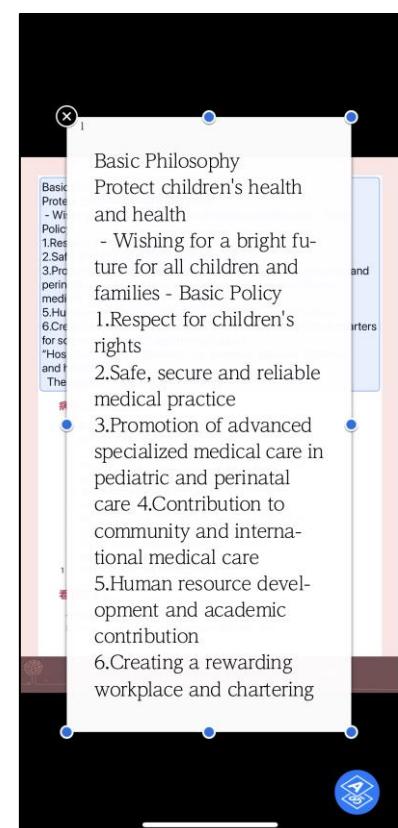 1
Basic Philosophy
Protect children's health
and health
- Wishing for a bright fu-
ture for all children and
families - Basic Policy
1.Respect for children's
rights
2.Safe, secure and reliable
medical practice
3.Promotion of advanced
specialized medical care in
pediatric and perinatal
care 4.Contribution to
community and interna-
tional medical care
5.Human resource devel-
opment and academic
contribution
6.Creating a rewarding
workplace and chartering